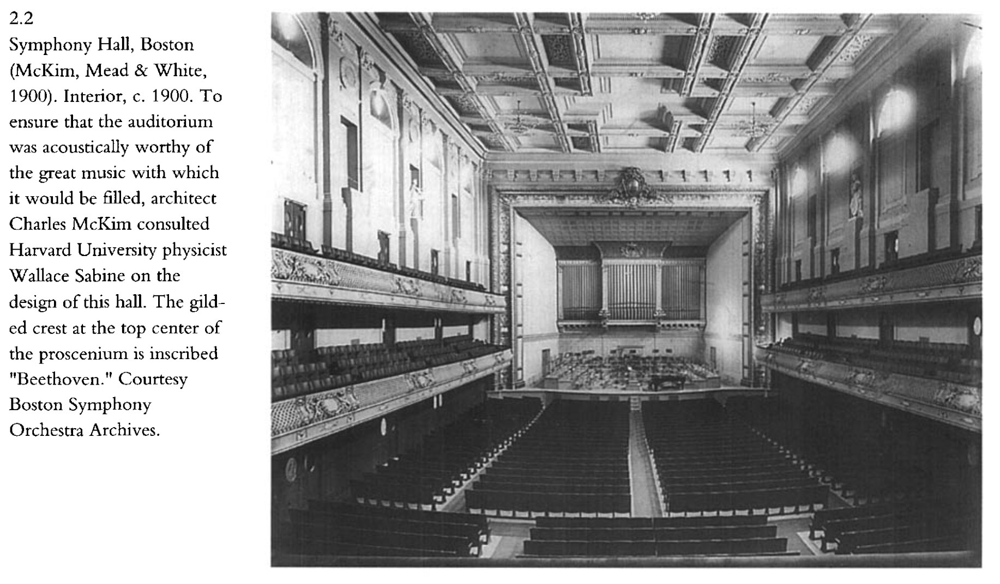 2.2
Symphony Hall, Boston
(McKim, Mead & White,
1900). Interior, c. 1900. To
ensure that the auditorium
was acoustically worthy of
the great music with which
it would be filled, architect
Charles McKim consulted
Harvard University physicist
Wallace Sabine on the
design of this hall. The gild-
ed crest at the top center of
the proscenium is inscribed
"Beethoven." Courtesy
Boston Symphony
Orchestra Archives.